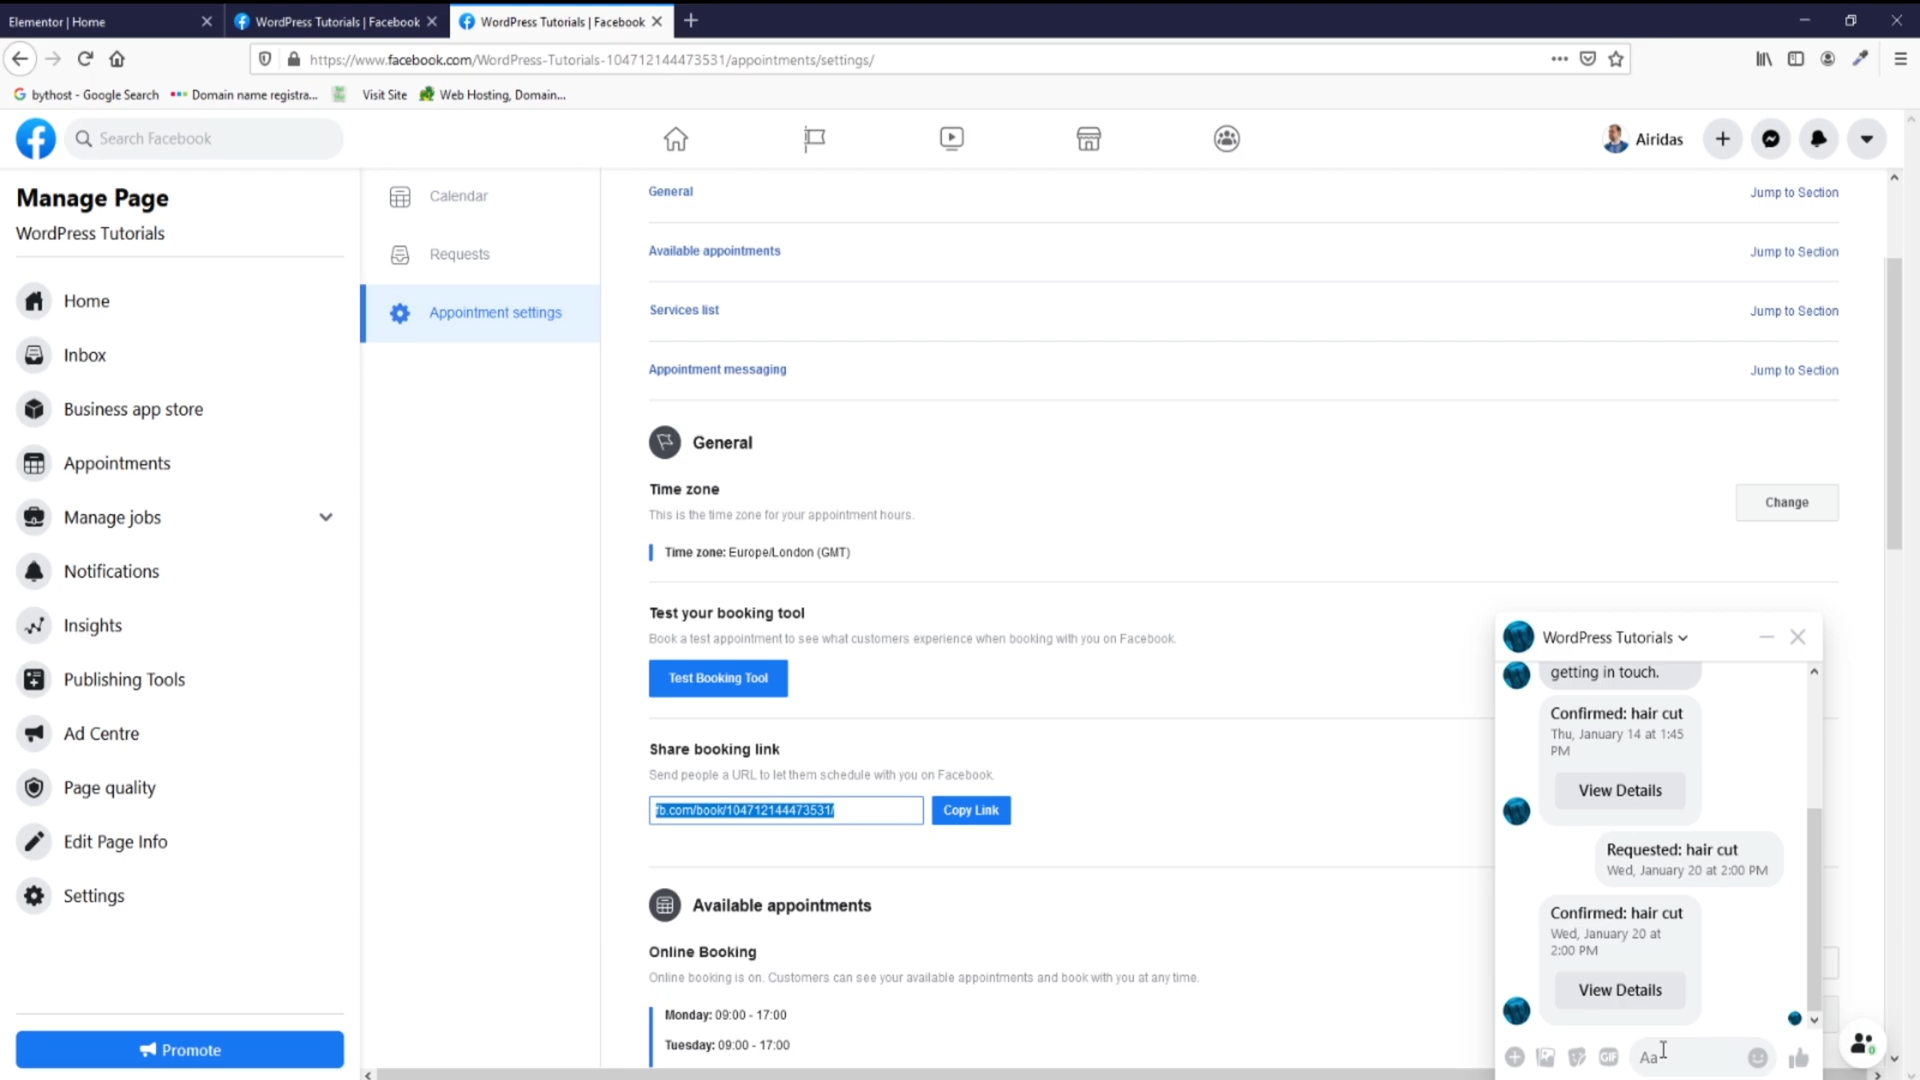 Elementor | Home
WordPress Tutorials | Facebook
WordPress Tutorials | Facebook
https://www.facebook.com/WordPress-Tutorials-104712144473531/appointments/settings/
bythost - Google Search
Domain name registra...
Visit Site
Web Hosting, Domain...
Search Facebook
Airidas
Manage Page
WordPress Tutorials
Home
Inbox
Business app store
Appointments
Manage jobs
Notifications
Insights
Publishing Tools
Ad Centre
Page quality
Edit Page Info
Settings
Promote
Calendar
Requests
Appointment settings
General
Jump to Section
Available appointments
Jump to Section
Services list
Jump to Section
Appointment messaging
Jump to Section
General
Time zone
This is the time zone for your appointment hours.
Change
Time zone: Europe/London (GMT)
Test your booking tool
Book a test appointment to see what customers experience when booking with you on Facebook.
Test Booking Tool
Share booking link
Send people a URL to let them schedule with you on Facebook.
fb.com/book/104712144473531/
Copy Link
Available appointments
Online Booking
Online booking is on. Customers can see your available appointments and book with you at any time.
Monday: 09:00 - 17:00
Tuesday: 09:00 - 17:00
WordPress Tutorials
getting in touch.
Confirmed: hair cut
Thu, January 14 at 1:45
PM
View Details
Requested: hair cut
Wed, January 20 at 2:00 PM
Confirmed: hair cut
Wed, January 20 at
2:00 PM
View Details
GIF
Aa
0